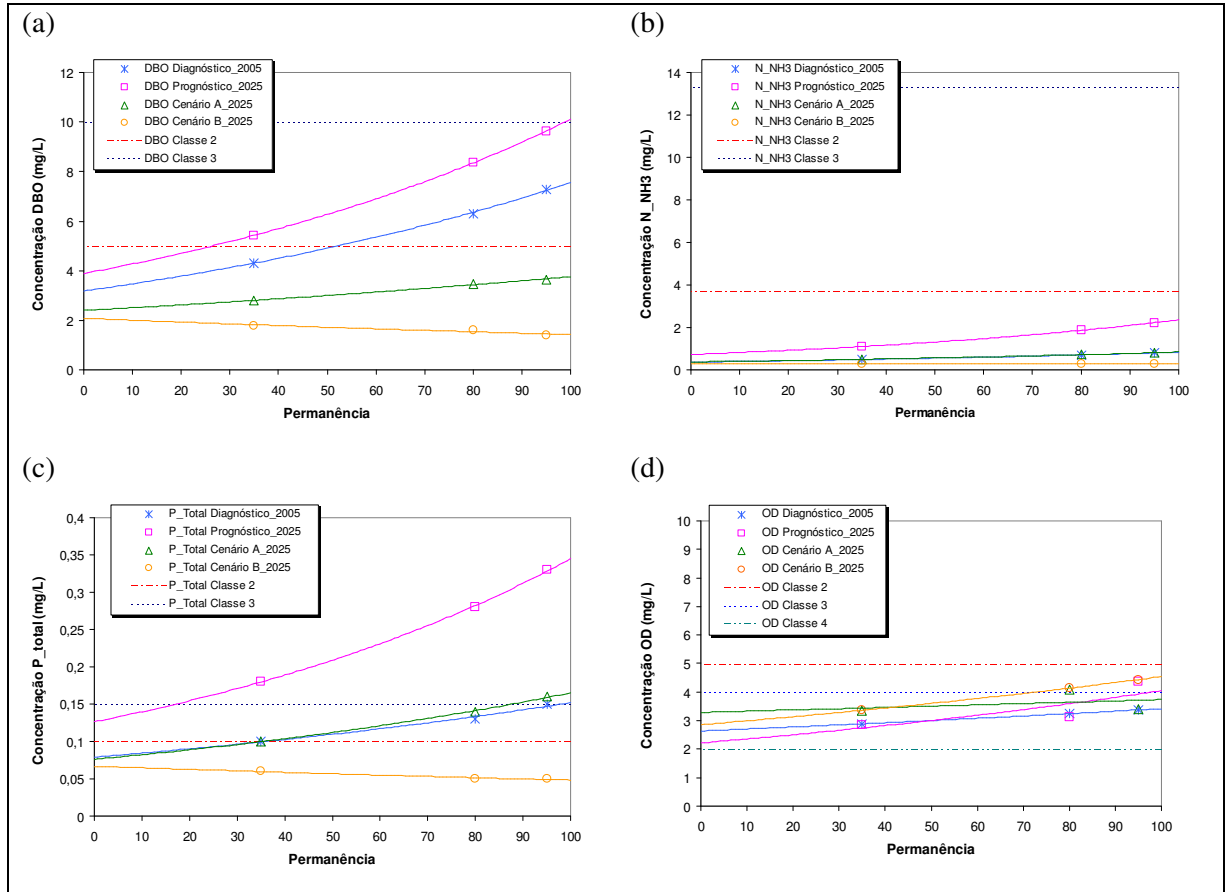 (a)
DBO Diagnóstico_2005
DBO Prognóstico_2025
DBO Cenário A_2025
DBO Cenário B_2025
DBO Classe 2
DBO Classe 3
Concentração DBO (mg/L)
12
10
8
6
4
2
0
0 10 20 30 40 50 60 70 80 90 100
Permanência
(b)
N_NH3 Diagnóstico_2005
N_NH3 Prognóstico_2025
N_NH3 Cenário A_2025
N_NH3 Cenário B_2025
N_NH3 Classe 2
N_NH3 Classe 3
Concentração N_NH3 (mg/L)
14
12
10
8
6
4
2
0
0 10 20 30 40 50 60 70 80 90 100
Permanência
(c)
P_Total Diagnóstico_2005
P_Total Prognóstico_2025
P_Total Cenário A_2025
P_Total Cenário B_2025
P_Total Classe 2
P_Total Classe 3
Concentração P_total (mg/L)
0,4
0,35
0,3
0,25
0,2
0,15
0,1
0,05
0
0 10 20 30 40 50 60 70 80 90 100
Permanência
(d)
OD Diagnóstico_2005
OD Prognóstico_2025
OD Cenário A_2025
OD Cenário B_2025
OD Classe 2
OD Classe 3
OD Classe 4
Concentração OD (mg/L)
10
9
8
7
6
5
4
3
2
1
0
0 10 20 30 40 50 60 70 80 90 100
Permanência